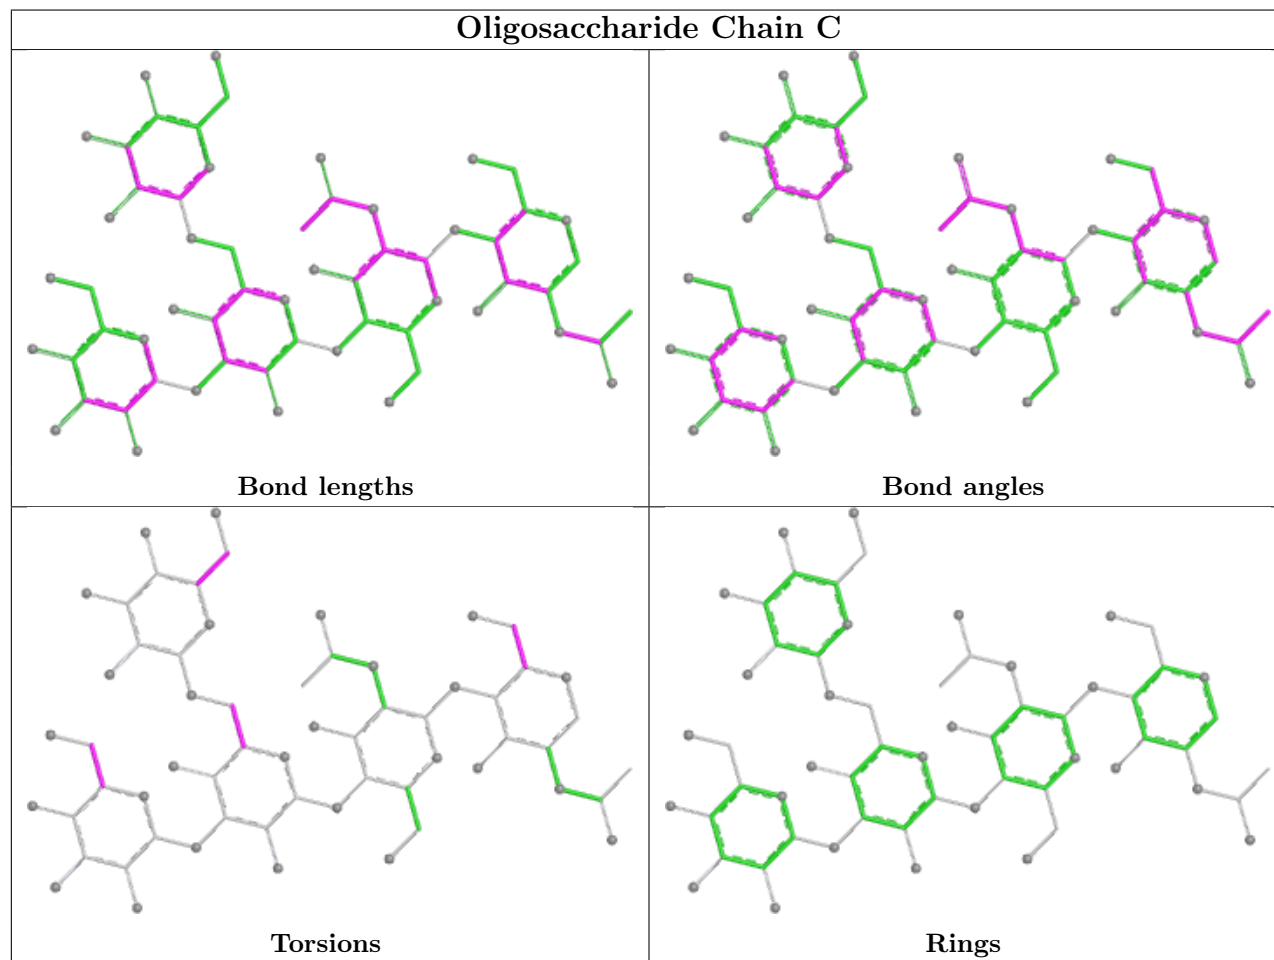 Oligosaccharide Chain C
Bond lengths
Bond angles
Torsions
Rings